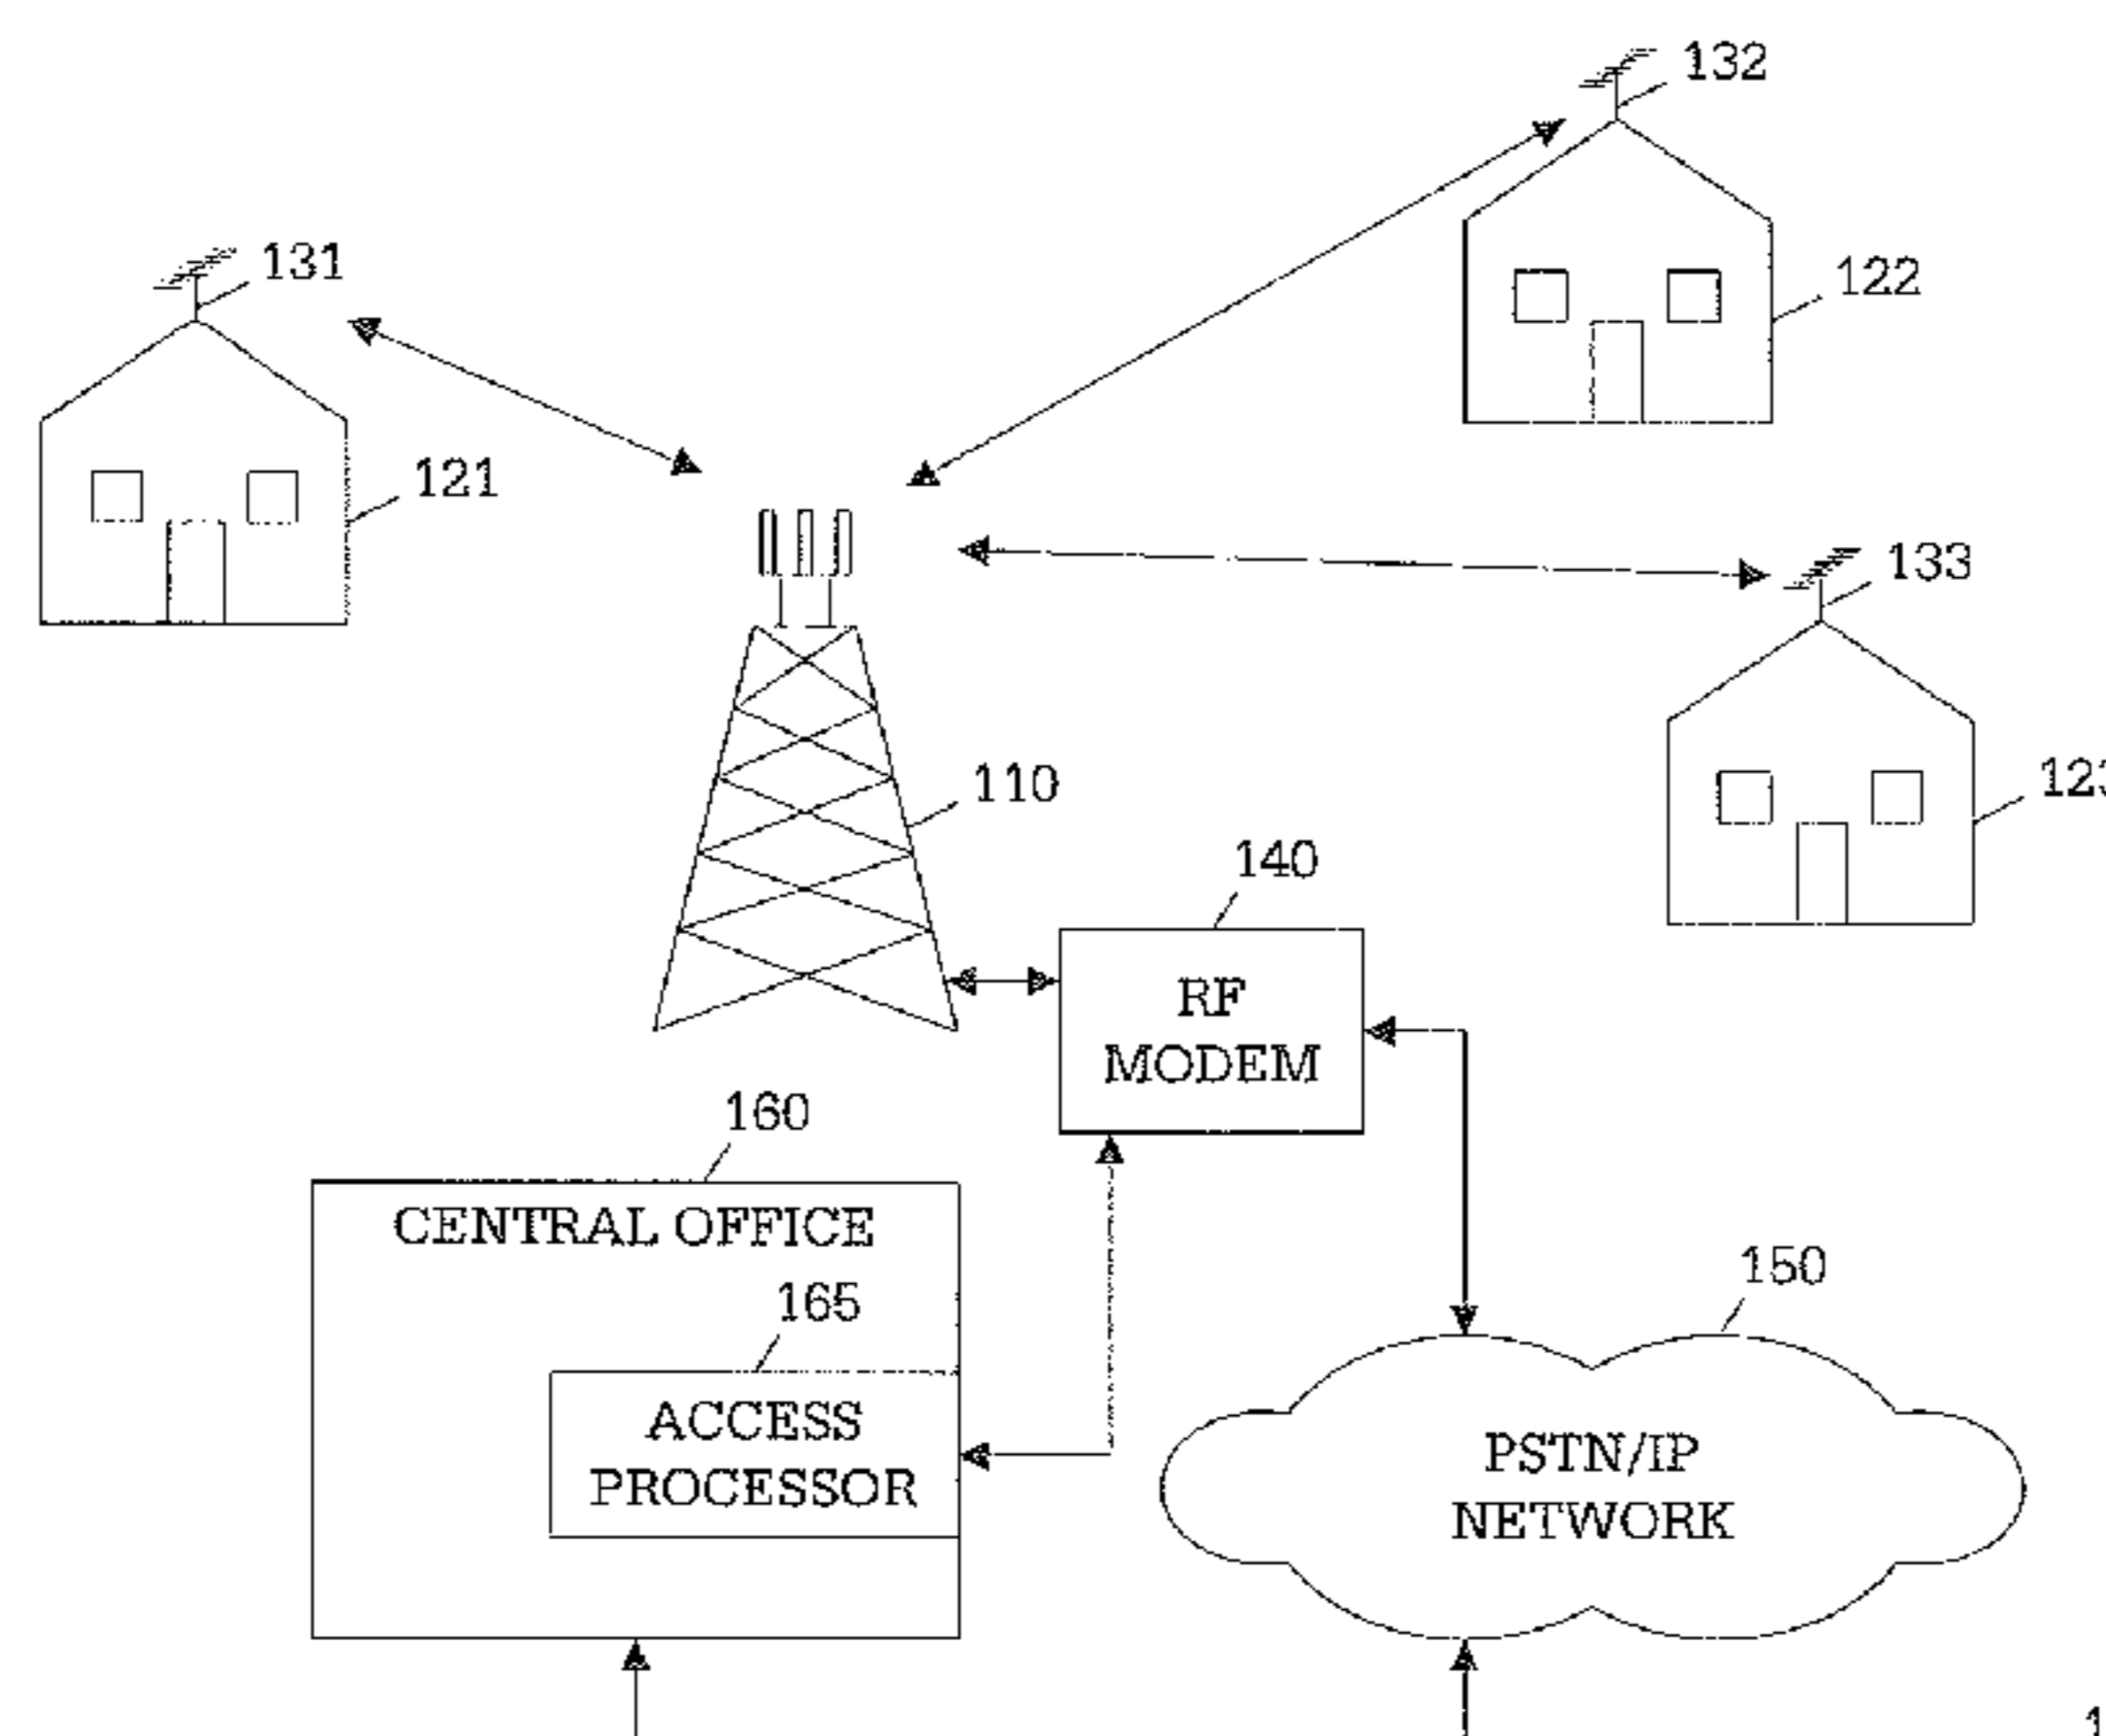 132
131
122
121
133
110
123
140
RF
MODEM
160
CENTRAL OFFICE
150
165
ACCESS
PROCESSOR
PSTN/IP
NETWORK